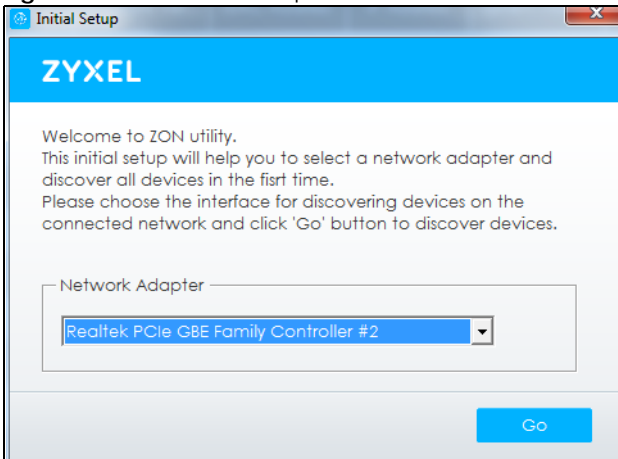 Initial Setup
ZYXEL
Welcome to ZON utility.
This initial setup will help you to select a network adapter and
discover all devices in the fisrt time.
Please choose the interface for discovering devices on the
connected network and click 'Go' button to discover devices.
Network Adapter
Realtek PCIe GBE Family Controller #2
Go